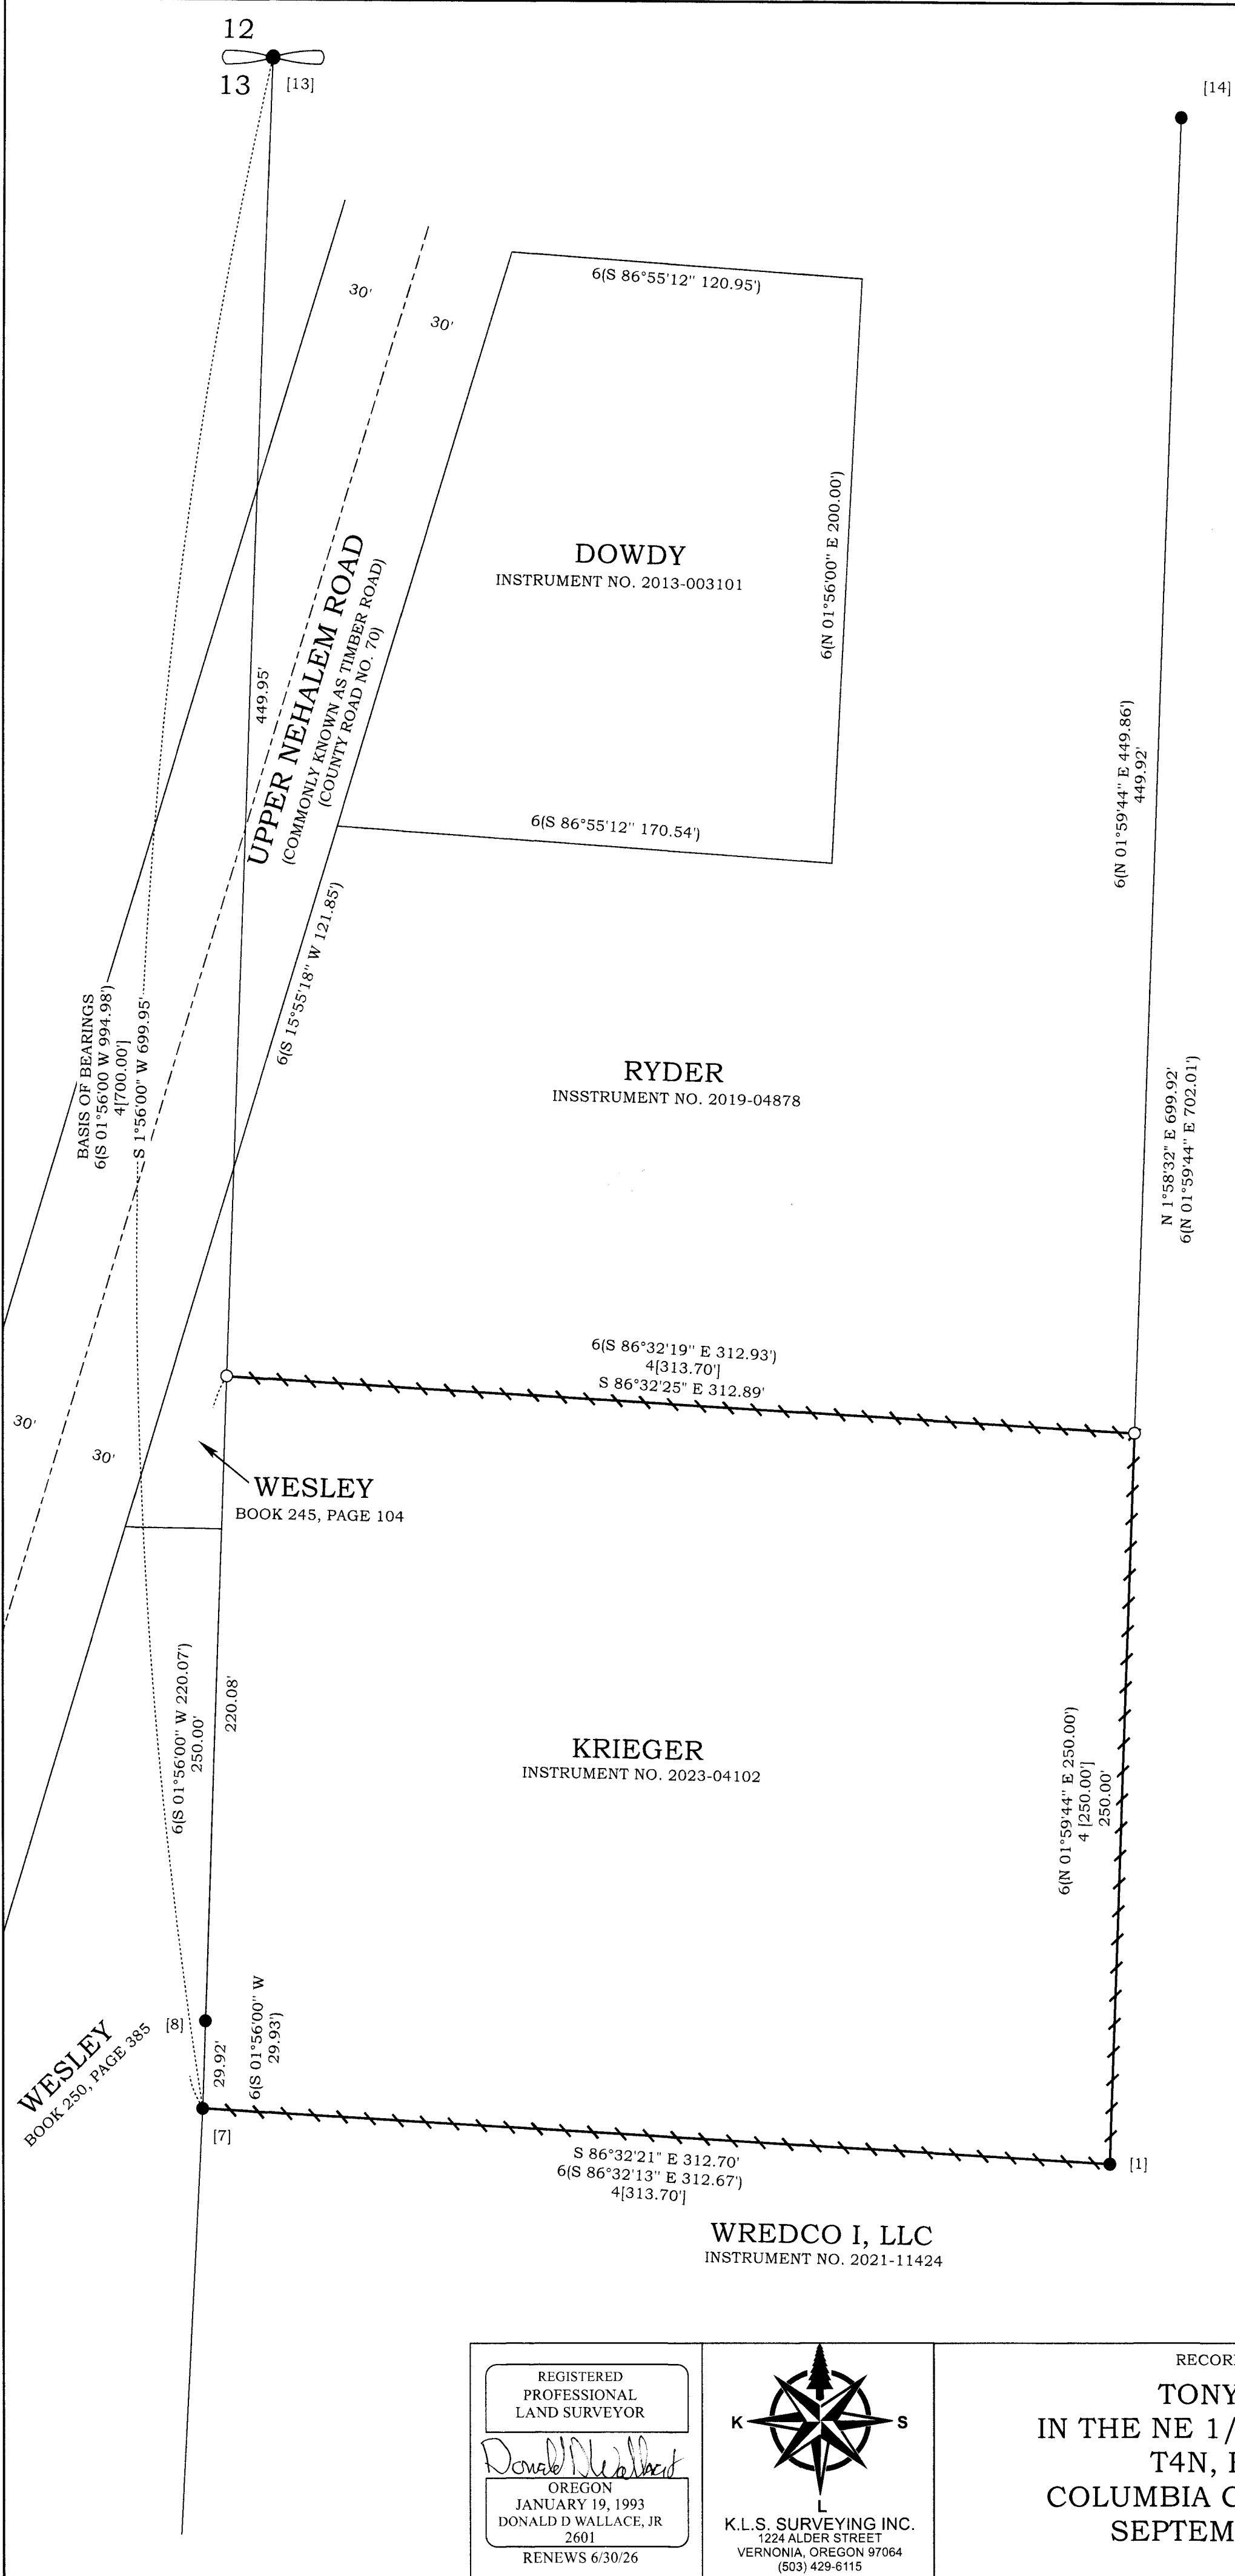 12
13
[13]
[14]
6(S 86°55'12" 120.95')
30'
30'
DOWDY
INSTRUMENT NO. 2013-003101
6(N 01°56'00" E 200.00')
449.95'
UPPER NEHALEM ROAD
(COMMONLY KNOWN AS TIMBER ROAD)
(COUNTY ROAD NO. 70)
6(N 01°59'44" E 449.86')
449.92'
6(S 86°55'12" 170.54')
6(S 15°55'18" W 121.85')
BASIS OF BEARINGS
6(S 01°56'00 W 994.98')
4[700.00']
S 1°56'00" W 699.95'
RYDER
INSSTRUMENT NO. 2019-04878
N 1°58'32" E 699.92'
6(N 01°59'44" E 702.01')
6(S 86°32'19" E 312.93')
4[313.70']
S 86°32'25" E 312.89'
30'
30'
WESLEY
BOOK 245, PAGE 104
6(S 01°56'00" W 220.07')
250.00'
220.08'
KRIEGER
INSTRUMENT NO. 2023-04102
6(N 01°59'44" E 250.00')
4 [250.00']
250.00'
WESLEY
BOOK 250, PAGE 385
[8]
29.92'
6(S 01°56'00" W
29.93')
[7]
S 86°32'21" E 312.70'
6(S 86°32'13" E 312.67')
4[313.70']
[1]
WREDCO I, LLC
INSTRUMENT NO. 2021-11424
REGISTERED
PROFESSIONAL
LAND SURVEYOR
Donald D Wallace Jr
OREGON
JANUARY 19, 1993
DONALD D WALLACE, JR
2601
RENEWS 6/30/26
K S
L
K.L.S. SURVEYING INC.
1224 ALDER STREET
VERNONIA, OREGON 97064
(503) 429-6115
RECOR
TONY
IN THE NE 1/
T4N,
COLUMBIA
SEPTEM